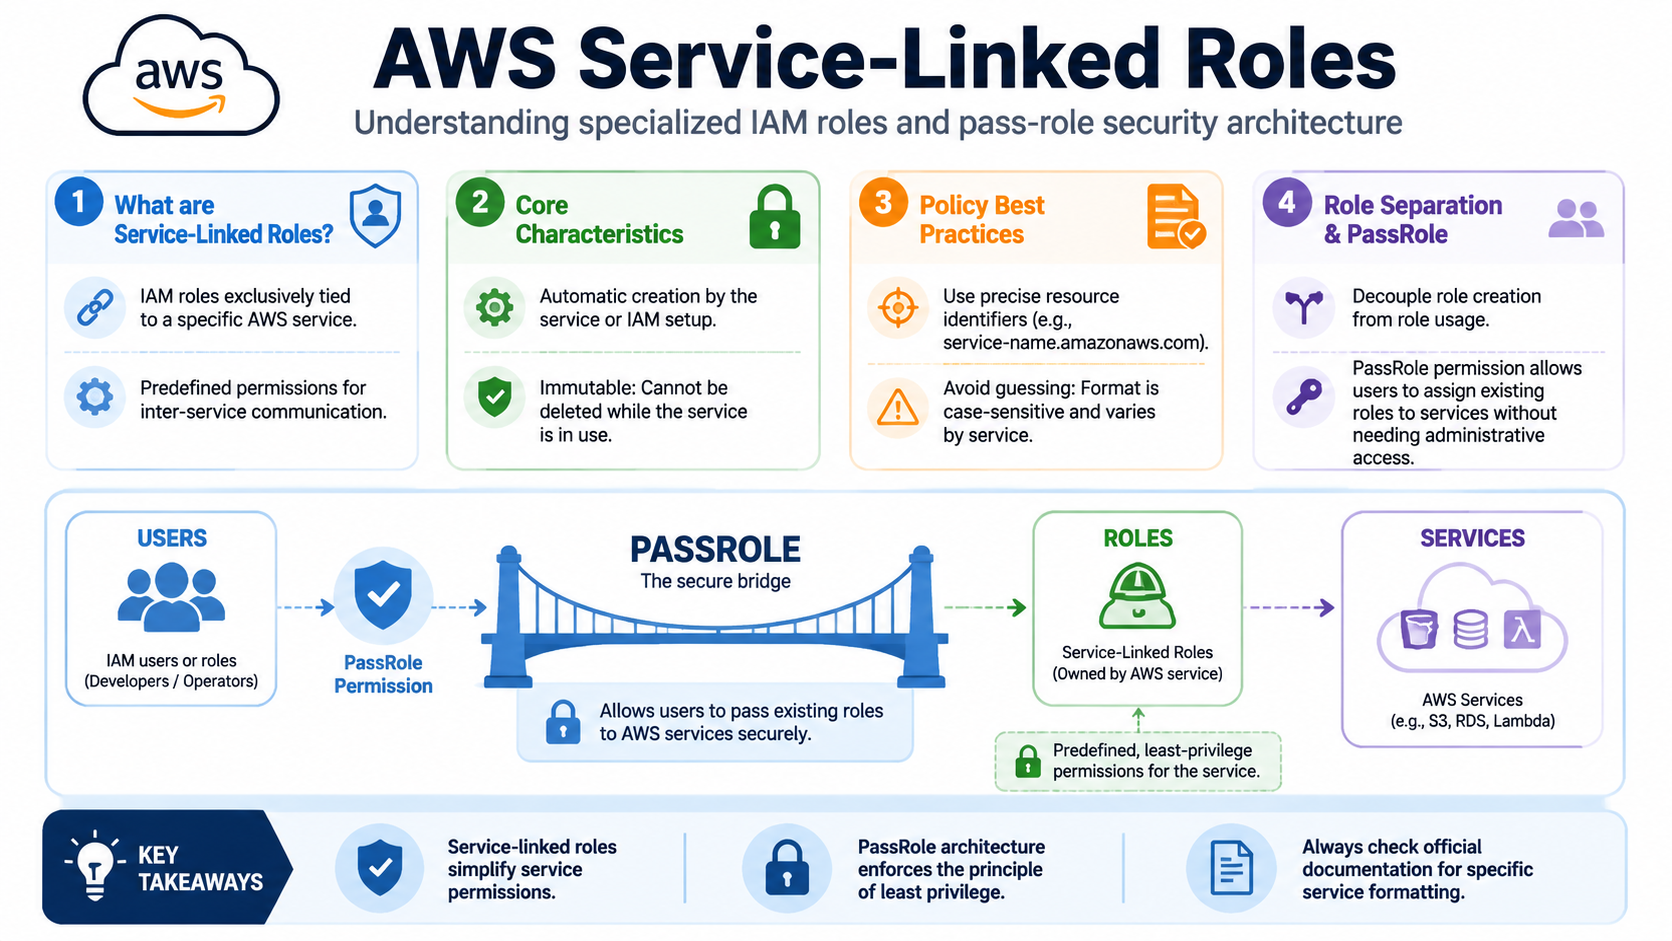 aws
AWS Service-Linked Roles
Understanding specialized IAM roles and pass-role security architecture
1
What are
Service-Linked Roles?
IAM roles exclusively tied
to a specific AWS service.
Predefined permissions for
inter-service communication.
2
Core
Characteristics
Automatic creation by the
service or IAM setup.
Immutable: Cannot be
deleted while the service
is in use.
3
Policy Best
Practices
Use precise resource
identifiers (e.g.,
service-name.amazonaws.com).
Avoid guessing: Format is
case-sensitive and varies
by service.
4
Role Separation
& PassRole
Decouple role creation
from role usage.
PassRole permission allows
users to assign existing
roles to services without
needing administrative
access.
USERS
IAM users or roles
(Developers / Operators)
PassRole
Permission
PASSROLE
The secure bridge
Allows users to pass existing roles
to AWS services securely.
ROLES
Service-Linked Roles
(Owned by AWS service)
Predefined, least-privilege
permissions for the service.
SERVICES
λ
AWS Services
(e.g., S3, RDS, Lambda)
KEY
TAKEAWAYS
Service-linked roles
simplify service
permissions.
PassRole architecture
enforces the principle
of least privilege.
Always check official
documentation for specific
service formatting.